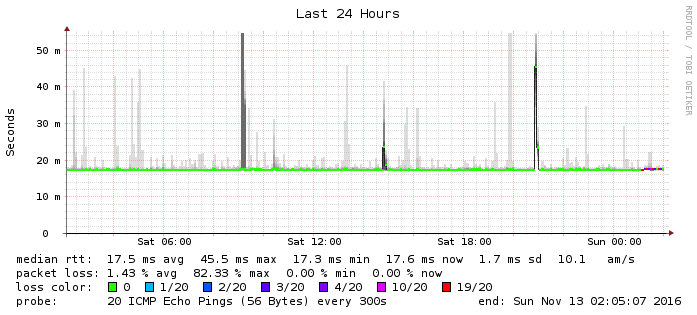 Last 24 Hours
RRDTOOL / TOBI OETIKER
Seconds
50 m
40 m
30 m
20 m
10 m
0
Sat 06:00 Sat 12:00 Sat 18:00 Sun 00:00
median rtt: 17.5 ms avg 45.5 ms max 17.3 ms min 17.6 ms now 1.7 ms sd 10.1 am/s
packet loss: 1.43 % avg 82.33 % max 0.00 % min 0.00 % now
loss color: 0 1/20 2/20 3/20 4/20 10/20 19/20
probe: 20 ICMP Echo Pings (56 Bytes) every 300s end: Sun Nov 13 02:05:07 2016